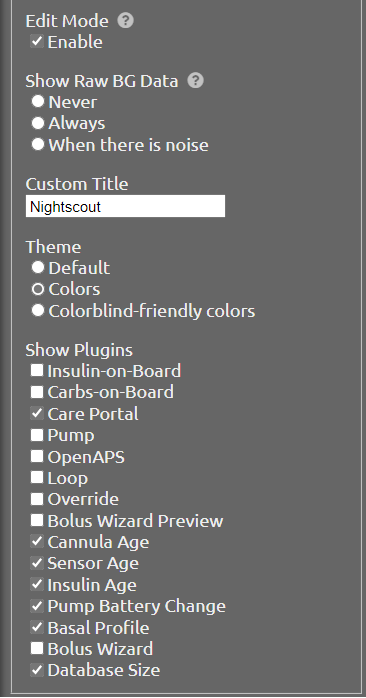 Edit Mode ?
Enable
Show Raw BG Data ?
Never
Always
When there is noise
Custom Title
Nightscout
Theme
Default
Colors
Colorblind-friendly colors
Show Plugins
Insulin-on-Board
Carbs-on-Board
Care Portal
Pump
OpenAPS
Loop
Override
Bolus Wizard Preview
Cannula Age
Sensor Age
Insulin Age
Pump Battery Change
Basal Profile
Bolus Wizard
Database Size